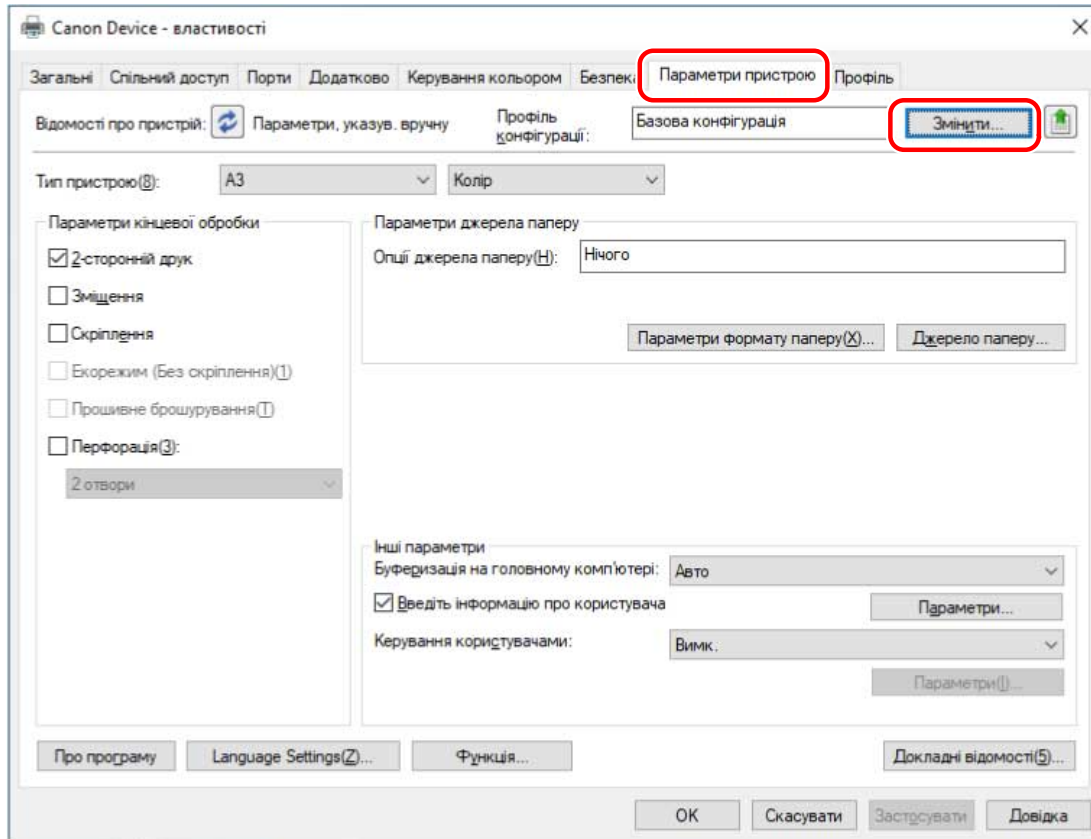 Canon Device - властивості
Загальні Спільний доступ Порти Додатково Керування кольором Безпека Параметри пристрою Профіль
Відомості про пристрій: Параметри, указув. вручну Профіль конфігурації: Базова конфігурація Змінити...
Тип пристрою(8): A3 Колір
Параметри кінцевої обробки
2-сторонній друк
Зміщення
Скріплення
Екорежим (Без скріплення)(1)
Прошивне брошурування(T)
Перфорація(3):
2 отвори
Параметри джерела паперу
Опції джерела паперу(H): Нічого
Параметри формату паперу(X)... Джерело паперу...
Інші параметри
Буферизація на головному комп'ютері: Авто
Введіть інформацію про користувача Параметри...
Керування користувачами: Вимк.
Параметри(I)...
Про програму Language Settings(Z)... Функція... Докладні відомості(5)...
OK Скасувати Застосувати Довідка